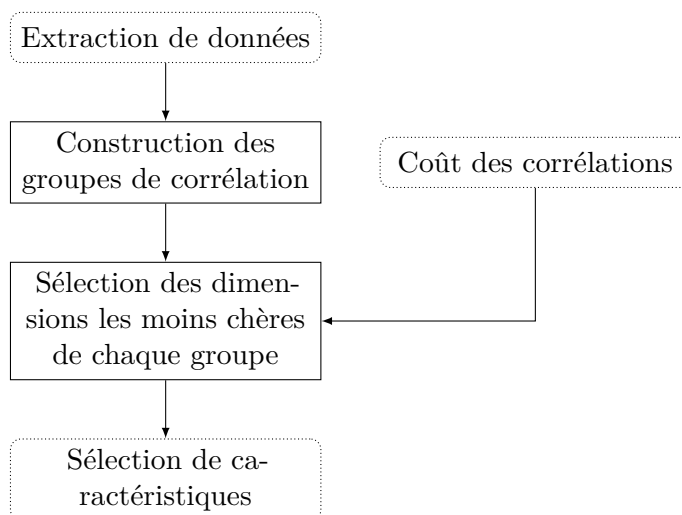 Extraction de données
Construction des
groupes de corrélation
Coût des corrélations
Sélection des dimen-
sions les moins chères
de chaque groupe
Sélection de ca-
ractéristiques